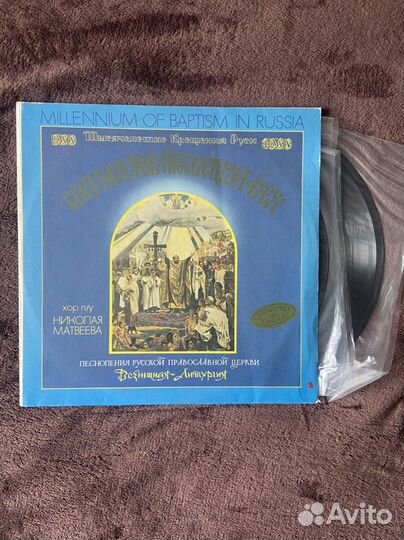 MILLENNIUM OF BAPTISM IN RUSSIA
988 Тысячелетие Крещения Руси 1988
хор п/у
НИКОЛАЯ
МАТВЕЕВА
ПЕСНОПЕНИЯ РУССКОЙ ПРАВОСЛАВНОЙ ЦЕРКВИ
Всенощная-Литургия
Avito